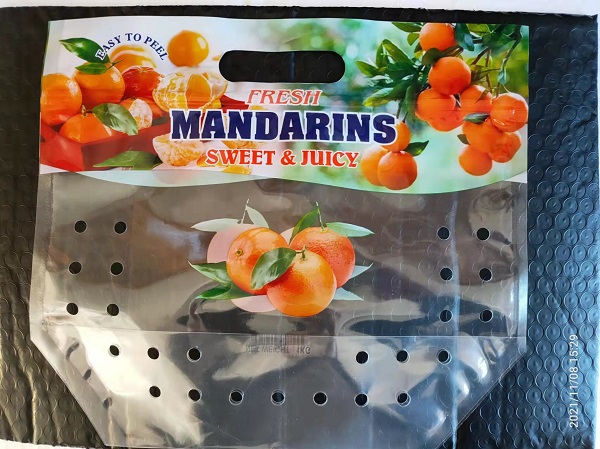 EASY TO PEEL
FRESH
MANDARINS
SWEET & JUICY
1KG
2021/11/08 15:29